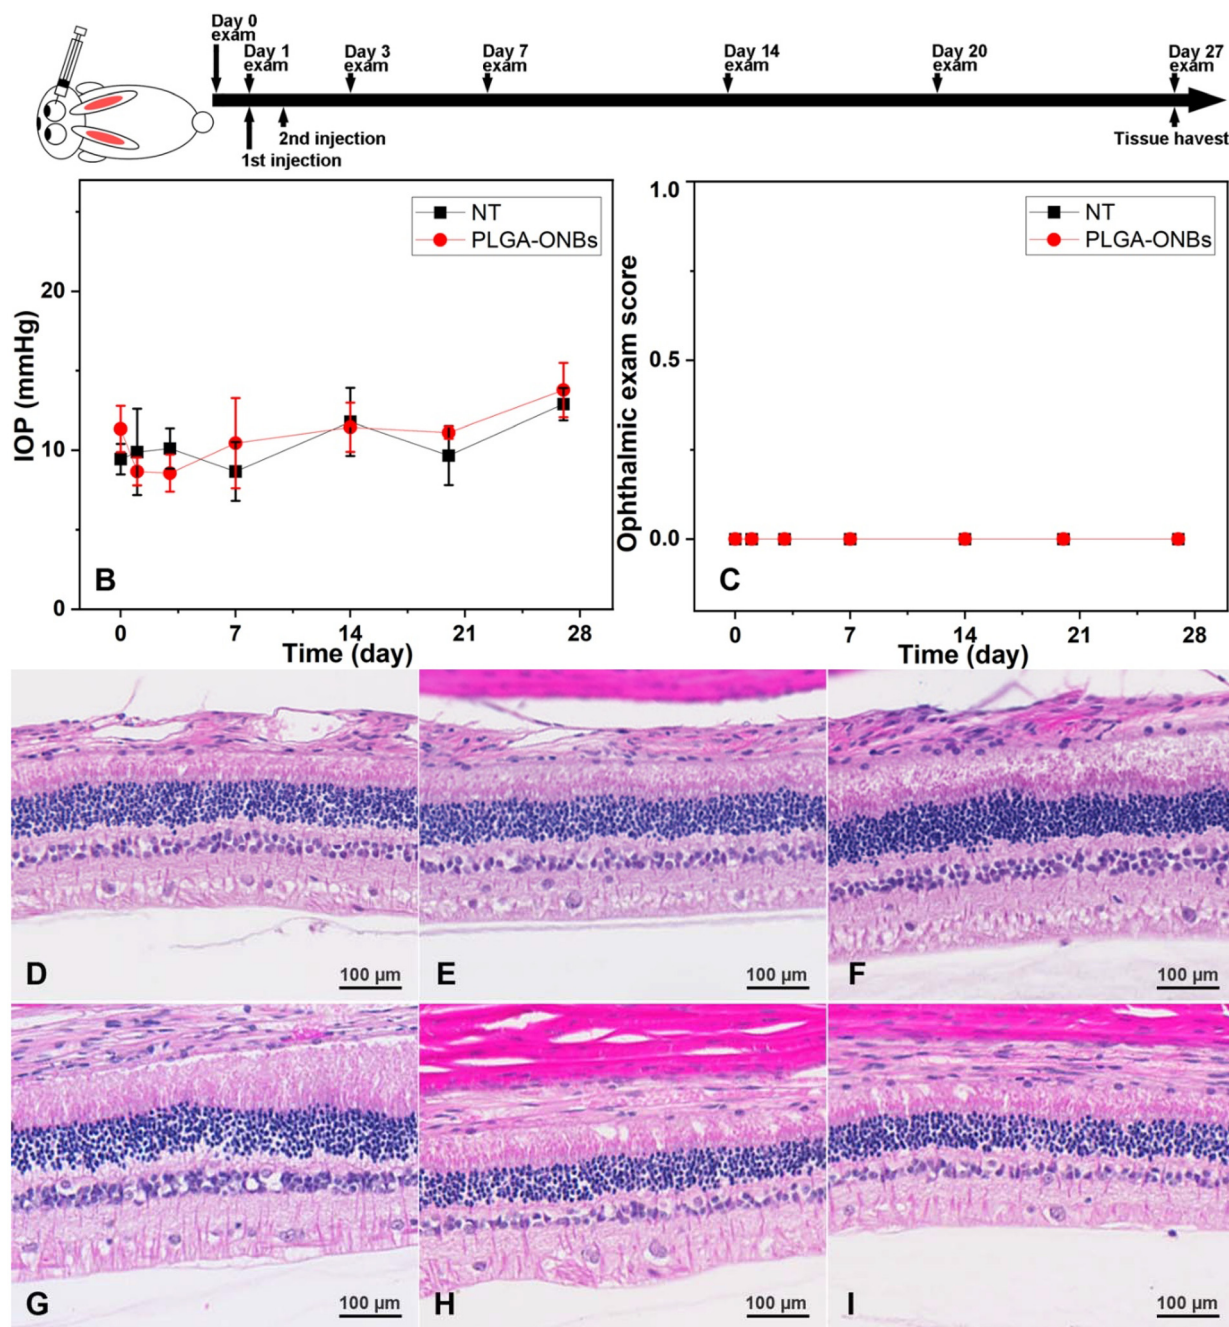 Day 0
exam
Day 1
exam
Day 3
exam
Day 7
exam
Day 14
exam
Day 20
exam
Day 27
exam
1st injection
2nd injection
Tissue havest
NT
PLGA-ONBs
IOP (mmHg)
20
10
0
B
0 7 14 21 28
Time (day)
NT
PLGA-ONBs
Ophthalmic exam score
1.0
0.5
0.0
C
0 7 14 21 28
Time (day)
D
100 µm
E
100 µm
F
100 µm
G
100 µm
H
100 µm
I
100 µm